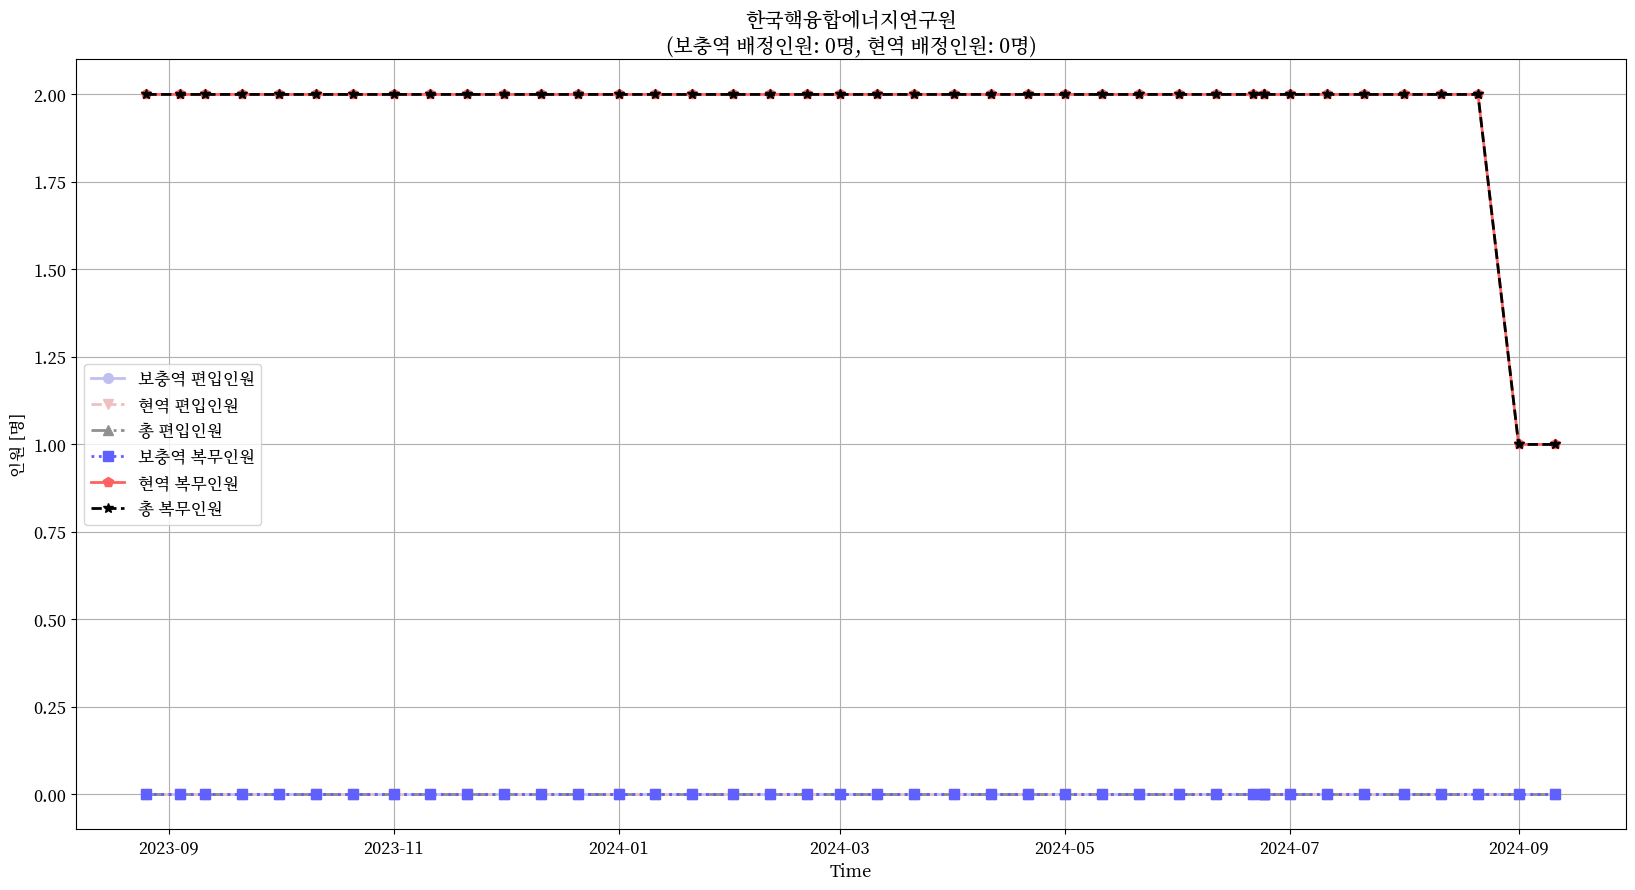 한국핵융합에너지연구원
(보충역 배정인원: 0명, 현역 배정인원: 0명)
인원 [명]
2.00
1.75
1.50
1.25
1.00
0.75
0.50
0.25
0.00
보충역 편입인원
현역 편입인원
총 편입인원
보충역 복무인원
현역 복무인원
총 복무인원
2023-09
2023-11
2024-01
2024-03
2024-05
2024-07
2024-09
Time